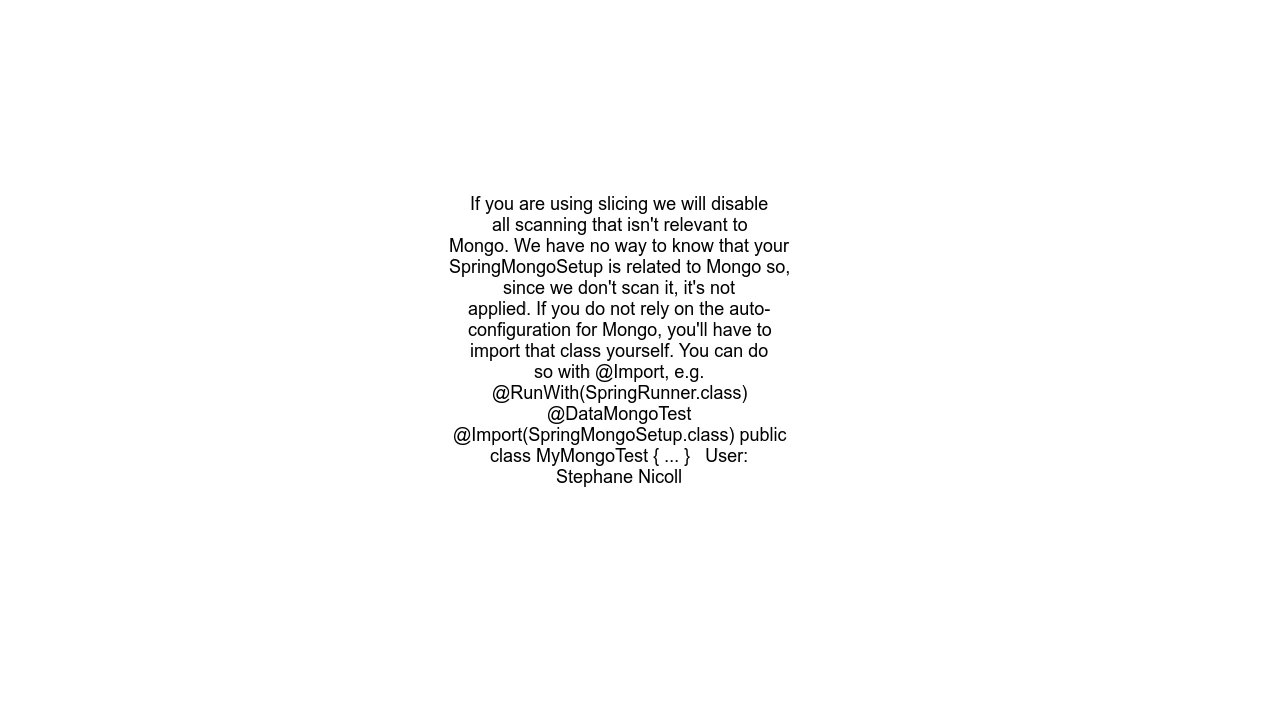 If you are using slicing we will disable
all scanning that isn't relevant to
Mongo. We have no way to know that your
SpringMongoSetup is related to Mongo so,
since we don't scan it, it's not
applied. If you do not rely on the auto-
configuration for Mongo, you'll have to
import that class yourself. You can do
so with @Import, e.g.
@RunWith(SpringRunner.class)
@DataMongoTest
@Import(SpringMongoSetup.class) public
class MyMongoTest { ... }   User:
Stephane Nicoll